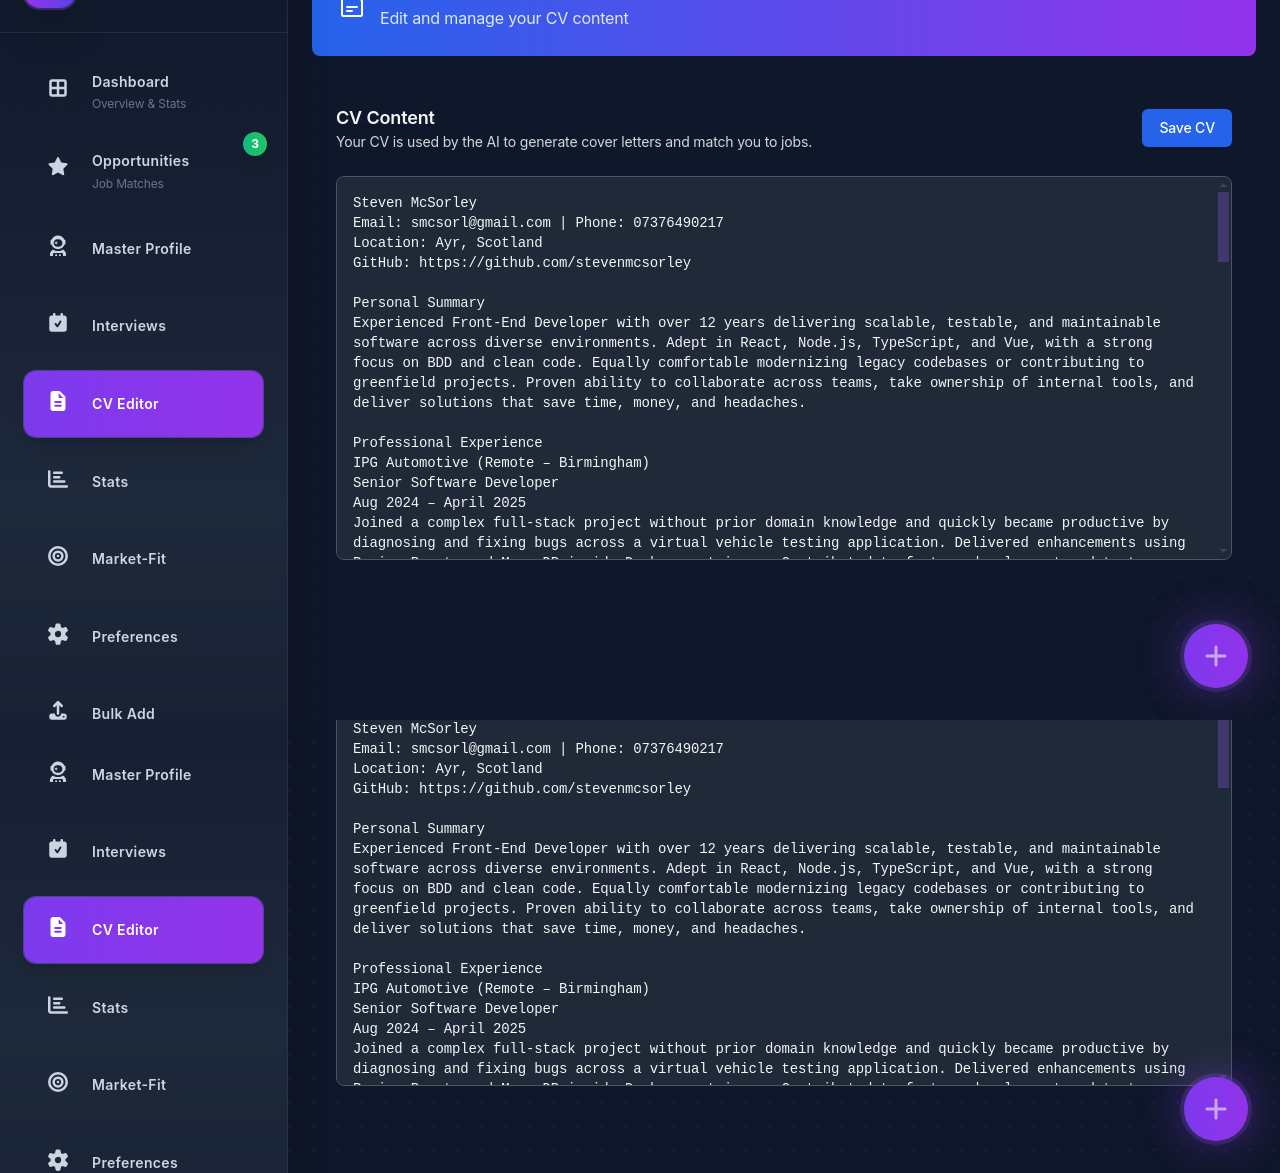 Edit and manage your CV content
Dashboard
Overview & Stats
3
Opportunities
Job Matches
Master Profile
Interviews
CV Editor
Stats
Market-Fit
Preferences
Bulk Add
CV Content
Your CV is used by the AI to generate cover letters and match you to jobs.
Save CV
Steven McSorley
Email: smcsorl@gmail.com | Phone: 07376490217
Location: Ayr, Scotland
GitHub: https://github.com/stevenmcsorley
Personal Summary
Experienced Front-End Developer with over 12 years delivering scalable, testable, and maintainable
software across diverse environments. Adept in React, Node.js, TypeScript, and Vue, with a strong
focus on BDD and clean code. Equally comfortable modernizing legacy codebases or contributing to
greenfield projects. Proven ability to collaborate across teams, take ownership of internal tools, and
deliver solutions that save time, money, and headaches.
Professional Experience
IPG Automotive (Remote – Birmingham)
Senior Software Developer
Aug 2024 – April 2025
Joined a complex full-stack project without prior domain knowledge and quickly became productive by
diagnosing and fixing bugs across a virtual vehicle testing application. Delivered enhancements using
Master Profile
Interviews
CV Editor
Stats
Market-Fit
Preferences
Steven McSorley
Email: smcsorl@gmail.com | Phone: 07376490217
Location: Ayr, Scotland
GitHub: https://github.com/stevenmcsorley
Personal Summary
Experienced Front-End Developer with over 12 years delivering scalable, testable, and maintainable
software across diverse environments. Adept in React, Node.js, TypeScript, and Vue, with a strong
focus on BDD and clean code. Equally comfortable modernizing legacy codebases or contributing to
greenfield projects. Proven ability to collaborate across teams, take ownership of internal tools, and
deliver solutions that save time, money, and headaches.
Professional Experience
IPG Automotive (Remote – Birmingham)
Senior Software Developer
Aug 2024 – April 2025
Joined a complex full-stack project without prior domain knowledge and quickly became productive by
diagnosing and fixing bugs across a virtual vehicle testing application. Delivered enhancements using